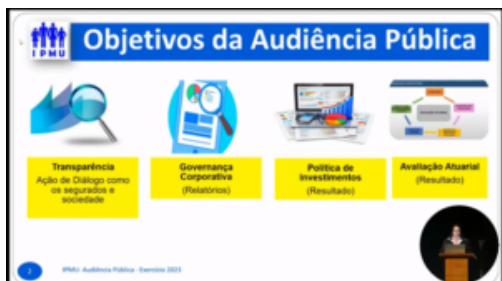 IPMU
Objetivos da Audiência Pública
Transparência
Ação de Diálogo como
os segurados e
sociedade
Governança
Corporativa
(Relatórios)
Política de
Investimentos
(Resultado)
Avaliação Atuarial
(Resultado)
2
IPMU- Audiência Pública - Exercício 2023